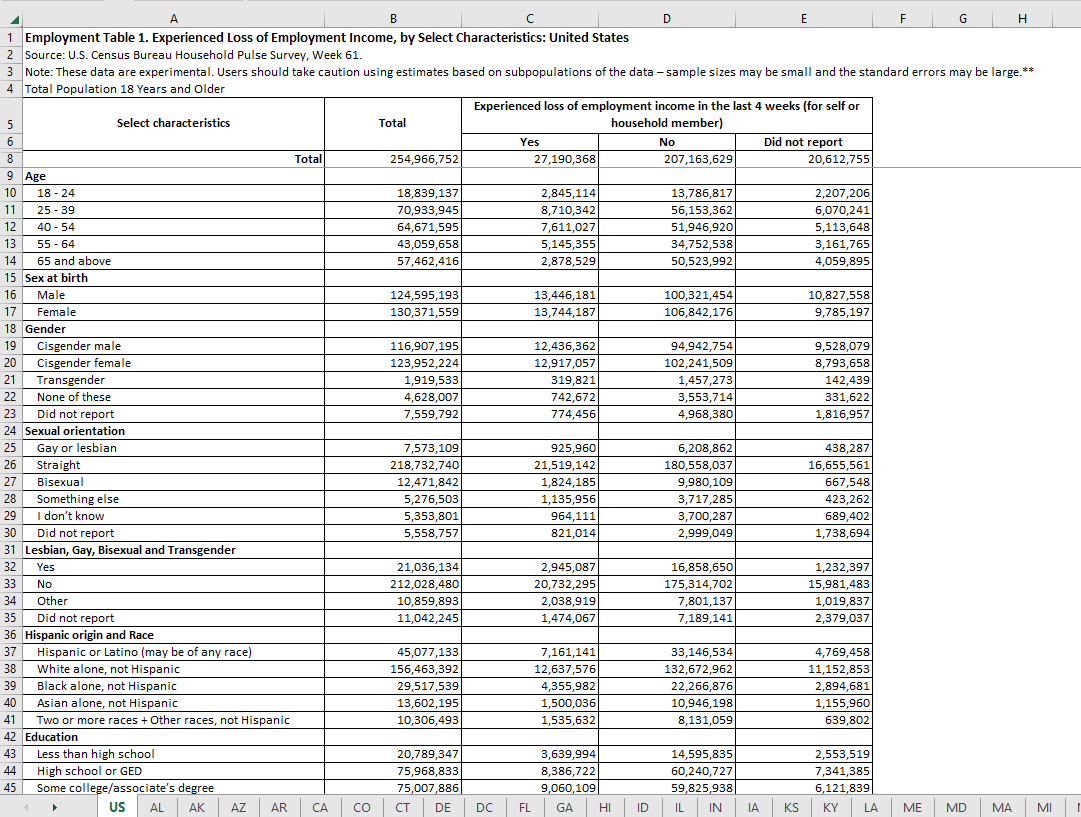 A B C D E F G H
1 Employment Table 1. Experienced Loss of Employment Income, by Select Characteristics: United States
2 Source: U.S. Census Bureau Household Pulse Survey, Week 61.
3 Note: These data are experimental. Users should take caution using estimates based on subpopulations of the data – sample sizes may be small and the standard errors may be large.**
4 Total Population 18 Years and Older
5 Select characteristics Total Experienced loss of employment income in the last 4 weeks (for self or
household member)
6 Yes No Did not report
8 Total 254,966,752 27,190,368 207,163,629 20,612,755
9 Age
10 18 - 24 18,839,137 2,845,114 13,786,817 2,207,206
11 25 - 39 70,933,945 8,710,342 56,153,362 6,070,241
12 40 - 54 64,671,595 7,611,027 51,946,920 5,113,648
13 55 - 64 43,059,658 5,145,355 34,752,538 3,161,765
14 65 and above 57,462,416 2,878,529 50,523,992 4,059,895
15 Sex at birth
16 Male 124,595,193 13,446,181 100,321,454 10,827,558
17 Female 130,371,559 13,744,187 106,842,176 9,785,197
18 Gender
19 Cisgender male 116,907,195 12,436,362 94,942,754 9,528,079
20 Cisgender female 123,952,224 12,917,057 102,241,509 8,793,658
21 Transgender 1,919,533 319,821 1,457,273 142,439
22 None of these 4,628,007 742,672 3,553,714 331,622
23 Did not report 7,559,792 774,456 4,968,380 1,816,957
24 Sexual orientation
25 Gay or lesbian 7,573,109 925,960 6,208,862 438,287
26 Straight 218,732,740 21,519,142 180,558,037 16,655,561
27 Bisexual 12,471,842 1,824,185 9,980,109 667,548
28 Something else 5,276,503 1,135,956 3,717,285 423,262
29 I don't know 5,353,801 964,111 3,700,287 689,402
30 Did not report 5,558,757 821,014 2,999,049 1,738,694
31 Lesbian, Gay, Bisexual and Transgender
32 Yes 21,036,134 2,945,087 16,858,650 1,232,397
33 No 212,028,480 20,732,295 175,314,702 15,981,483
34 Other 10,859,893 2,038,919 7,801,137 1,019,837
35 Did not report 11,042,245 1,474,067 7,189,141 2,379,037
36 Hispanic origin and Race
37 Hispanic or Latino (may be of any race) 45,077,133 7,161,141 33,146,534 4,769,458
38 White alone, not Hispanic 156,463,392 12,637,576 132,672,962 11,152,853
39 Black alone, not Hispanic 29,517,539 4,355,982 22,266,876 2,894,681
40 Asian alone, not Hispanic 13,602,195 1,500,036 10,946,198 1,155,960
41 Two or more races + Other races, not Hispanic 10,306,493 1,535,632 8,131,059 639,802
42 Education
43 Less than high school 20,789,347 3,639,994 14,595,835 2,553,519
44 High school or GED 75,968,833 8,386,722 60,240,727 7,341,385
45 Some college/associate's degree 75,007,886 9,060,109 59,825,938 6,121,839
US AL AK AZ AR CA CO CT DE DC FL GA HI ID IL IN IA KS KY LA ME MD MA MI